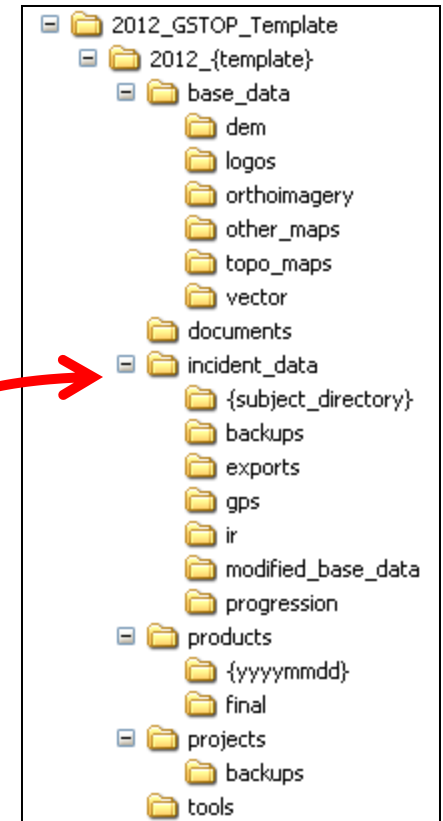 2012_GSTOP_Template
2012_{template}
base_data
dem
logos
orthoimagery
other_maps
topo_maps
vector
documents
incident_data
{subject_directory}
backups
exports
gps
ir
modified_base_data
progression
products
{yyyymmdd}
final
projects
backups
tools